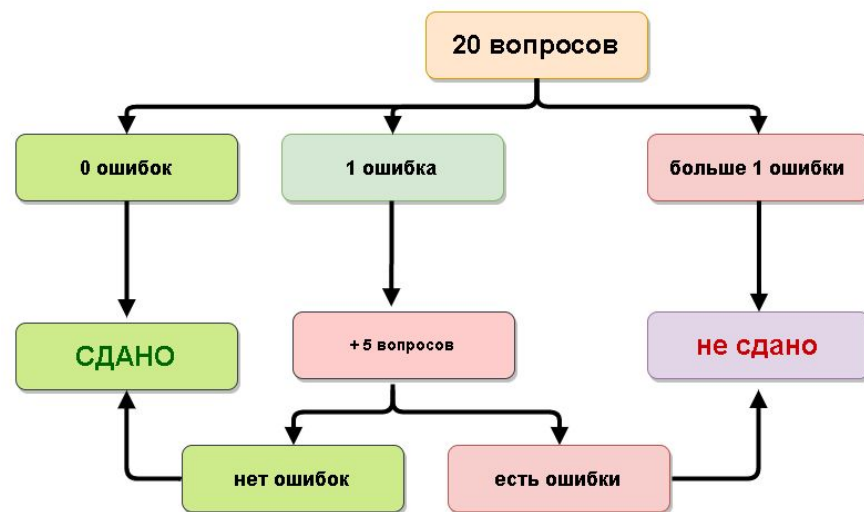 20 вопросов
0 ошибок
1 ошибка
больше 1 ошибки
СДАНО
+ 5 вопросов
не сдано
нет ошибок
есть ошибки